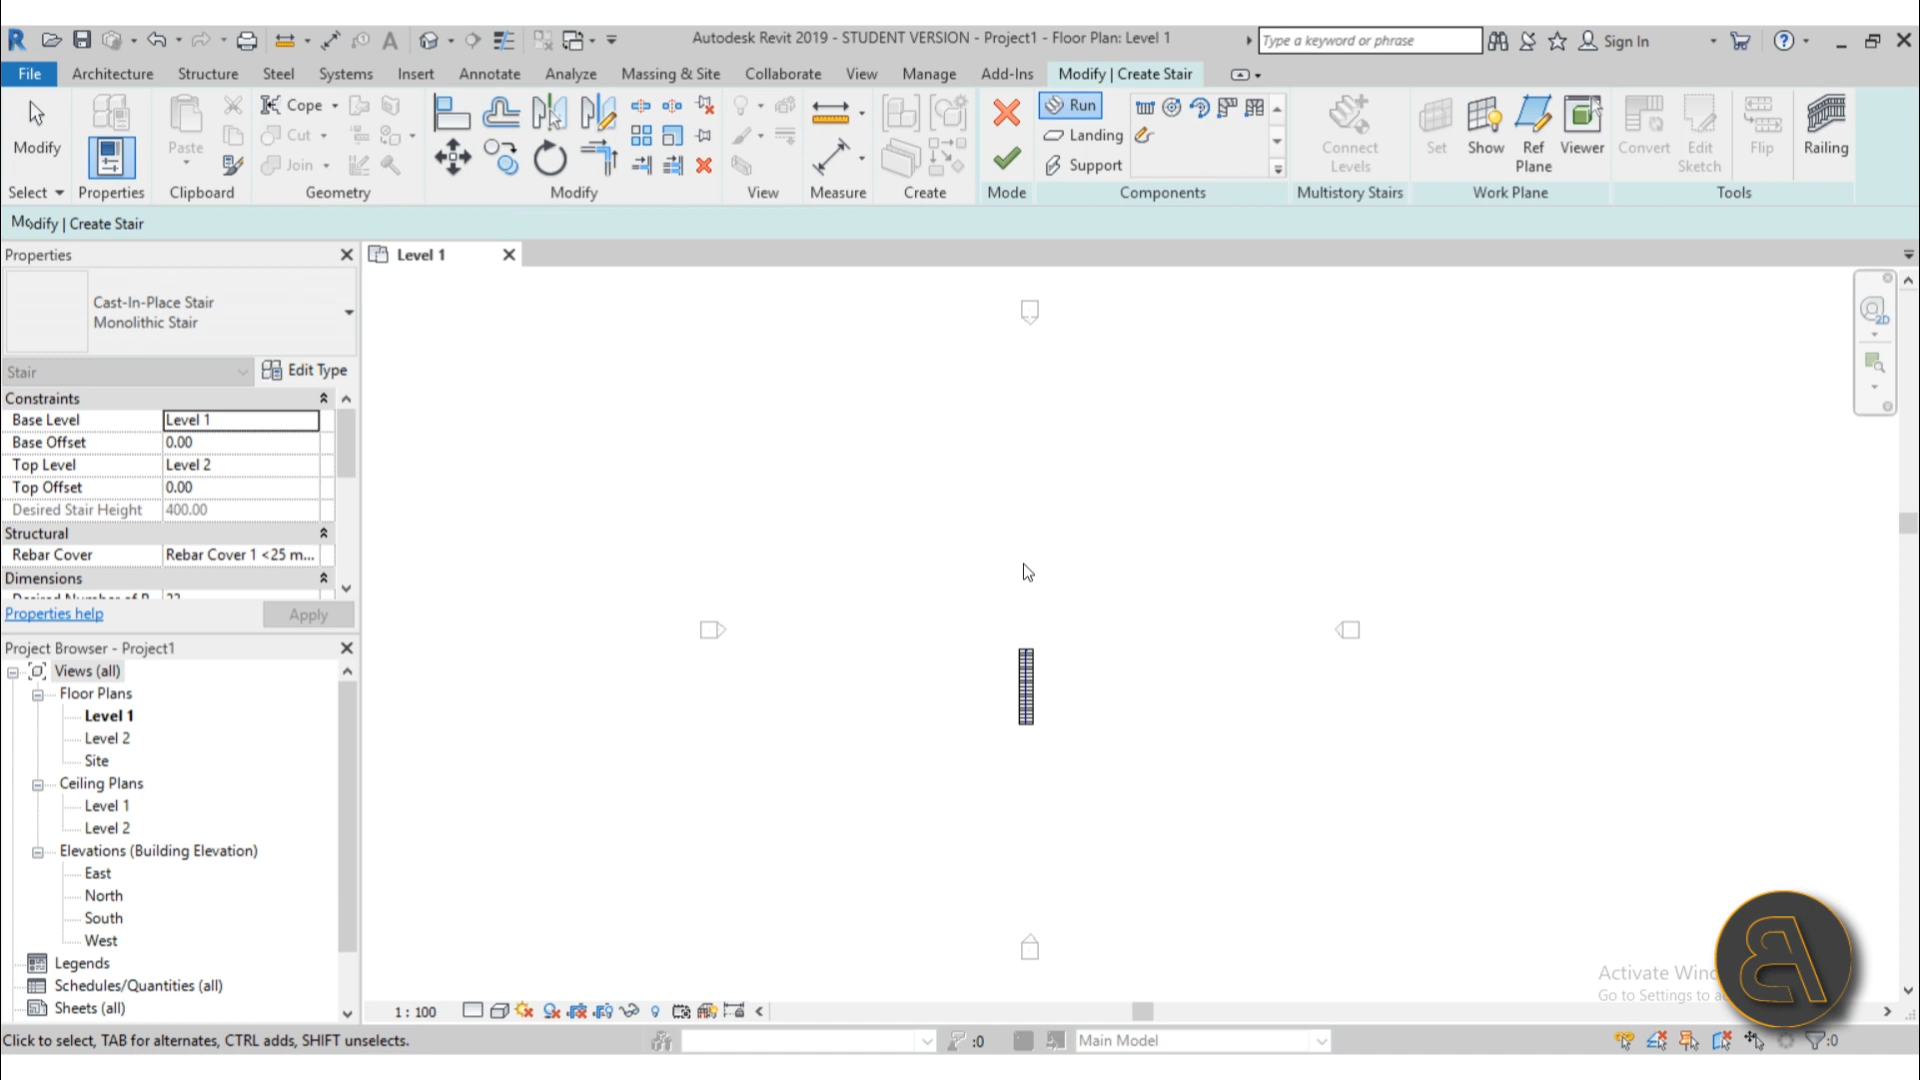 Autodesk Revit 2019 - STUDENT VERSION - Project1 - Floor Plan: Level 1
Type a keyword or phrase
Sign In
File Architecture Structure Steel Systems Insert Annotate Analyze Massing & Site Collaborate View Manage Add-Ins Modify | Create Stair
Modify
Paste
Cope
Cut
Join
Run
Landing
Support
Connect
Levels
Set
Show
Ref
Plane
Viewer
Convert
Edit
Sketch
Flip
Railing
Select Properties Clipboard Geometry Modify View Measure Create Mode Components Multistory Stairs Work Plane Tools
Modify | Create Stair
Properties
Level 1
Cast-In-Place Stair
Monolithic Stair
Stair
Edit Type
Constraints
Base Level Level 1
Base Offset 0.00
Top Level Level 2
Top Offset 0.00
Desired Stair Height 400.00
Structural
Rebar Cover Rebar Cover 1 <25 m...
Dimensions
Properties help
Apply
Project Browser - Project1
Views (all)
Floor Plans
Level 1
Level 2
Site
Ceiling Plans
Level 1
Level 2
Elevations (Building Elevation)
East
North
South
West
Legends
Schedules/Quantities (all)
Sheets (all)
2D
Activate
Go to Settings to
1 : 100
Click to select, TAB for alternates, CTRL adds, SHIFT unselects.
:0
Main Model
:0